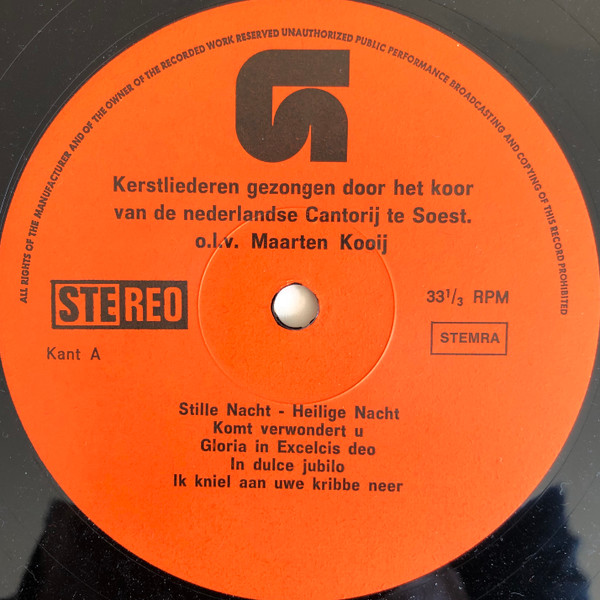 ALL RIGHTS OF THE MANUFACTURER AND OF THE OWNER OF THE RECORDED WORK RESERVED UNAUTHORIZED PUBLIC PERFORMANCE BROADCASTING AND COPYING OF THIS RECORD PROHIBITED
Kerstliederen gezongen door het koor
van de nederlandse Cantorij te Soest.
o.l.v. Maarten Kooij
STEREO
33 1/3 RPM
STEMRA
Kant A
Stille Nacht - Heilige Nacht
Komt verwondert u
Gloria in Excelcis deo
In dulce jubilo
Ik kniel aan uwe kribbe neer